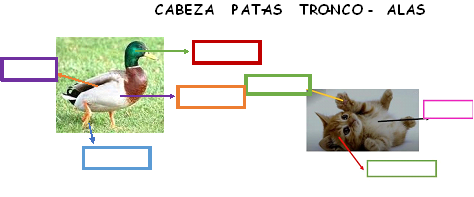 CABEZA PATAS TRONCO - ALAS